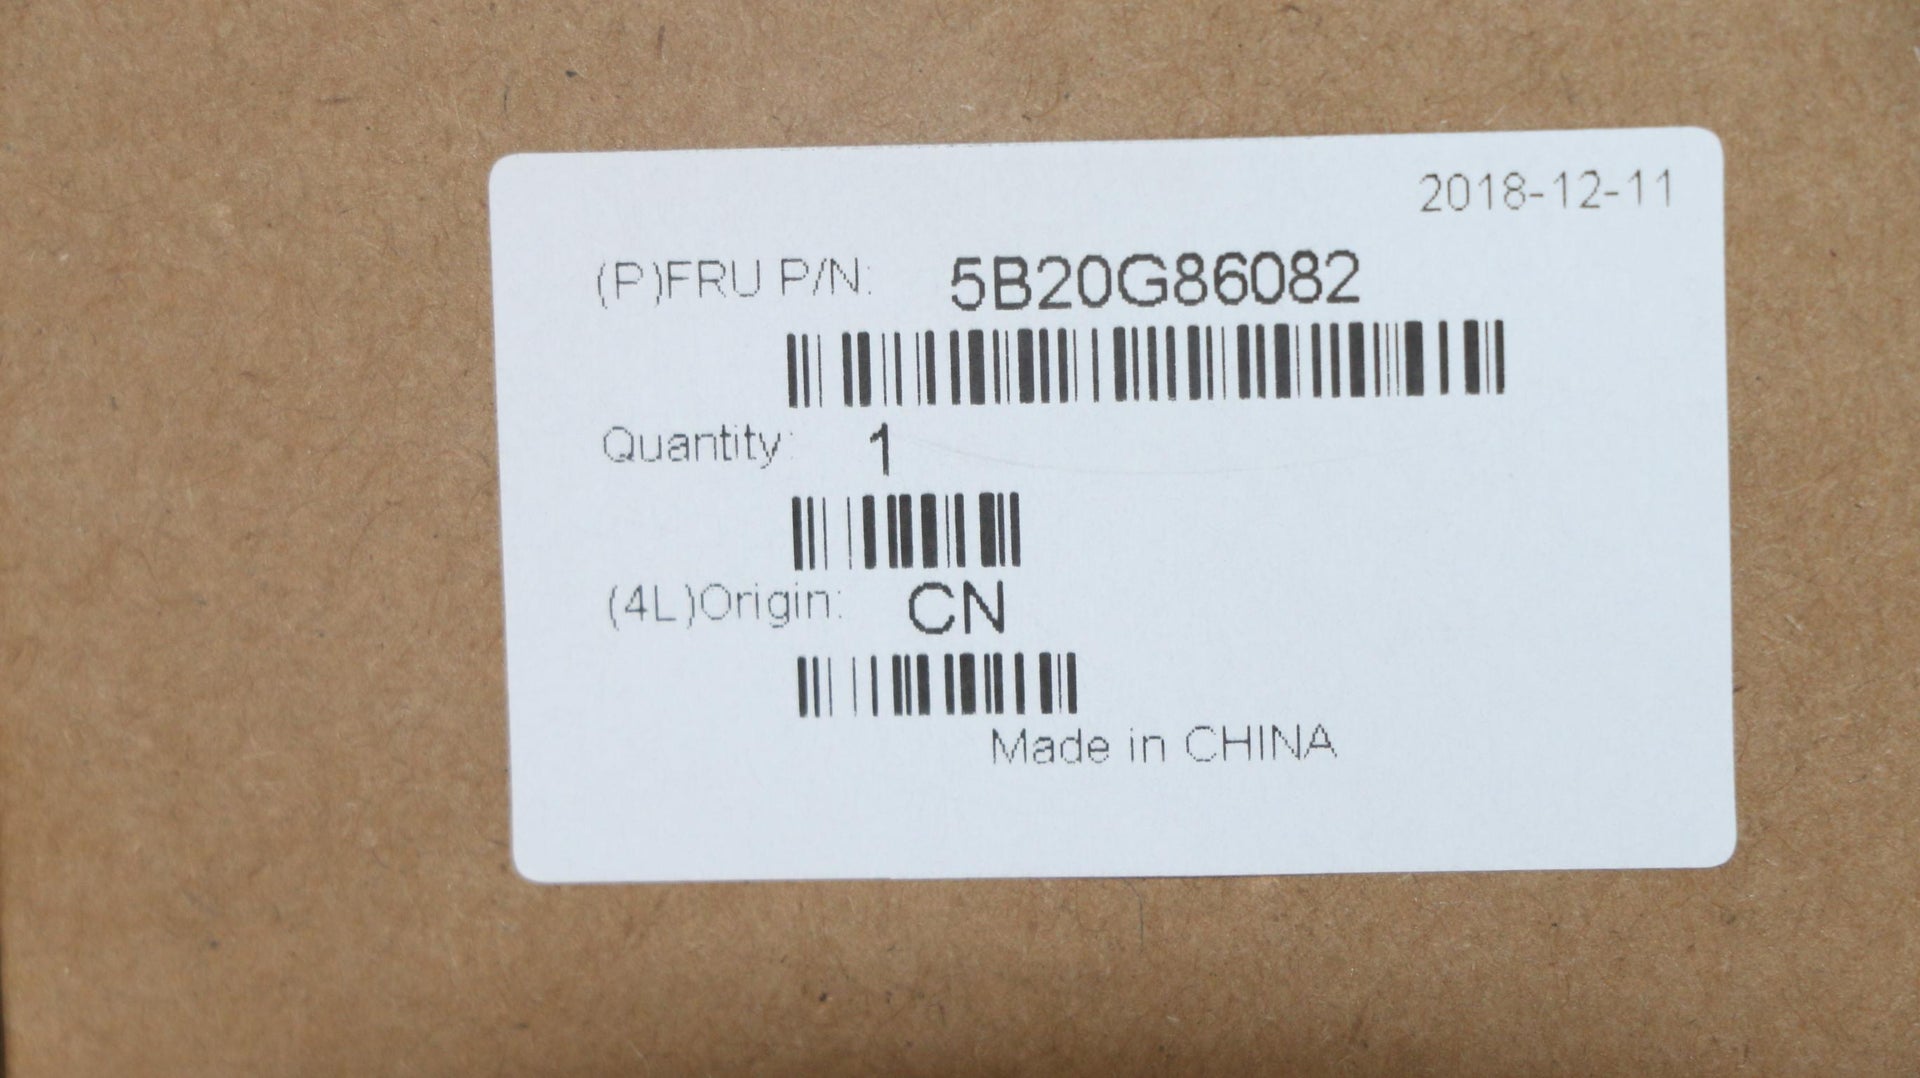 2018-12-11
(P)FRU P/N: 5B20G86082
Quantity: 1
(4L)Origin: CN
Made in CHINA